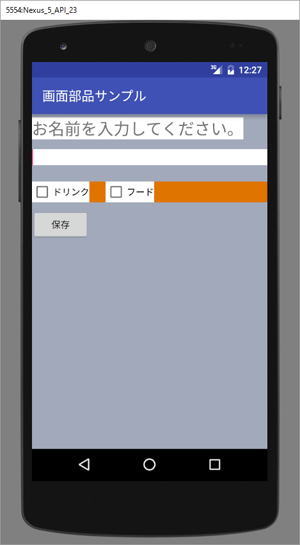 5554:Nexus_5_API_23
3G 12:27
画面部品サンプル
お名前を入力してください。
ドリンク フード
保存